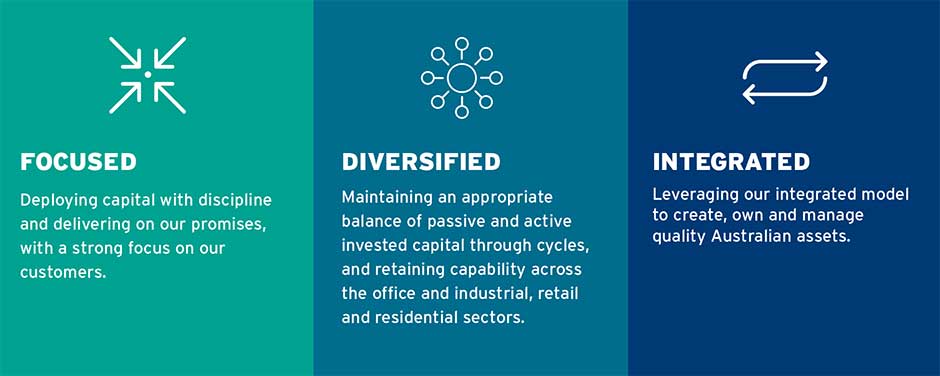 FOCUSED
Deploying capital with discipline
and delivering on our promises,
with a strong focus on our
customers.
DIVERSIFIED
Maintaining an appropriate
balance of passive and active
invested capital through cycles,
and retaining capability across
the office and industrial, retail
and residential sectors.
INTEGRATED
Leveraging our integrated model
to create, own and manage
quality Australian assets.